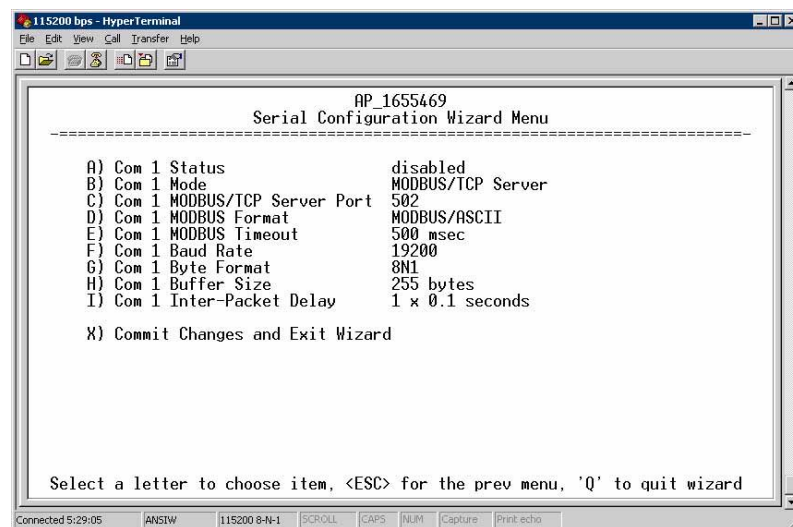 115200 bps - HyperTerminal
File Edit View Call Transfer Help
AP_1655469
Serial Configuration Wizard Menu
-==========================================================================-
A) Com 1 Status disabled
B) Com 1 Mode MODBUS/TCP Server
C) Com 1 MODBUS/TCP Server Port 502
D) Com 1 MODBUS Format MODBUS/ASCII
E) Com 1 MODBUS Timeout 500 msec
F) Com 1 Baud Rate 19200
G) Com 1 Byte Format 8N1
H) Com 1 Buffer Size 255 bytes
I) Com 1 Inter-Packet Delay 1 x 0.1 seconds
X) Commit Changes and Exit Wizard
Select a letter to choose item, <ESC> for the prev menu, 'Q' to quit wizard
Connected 5:29:05 ANSIW 115200 8-N-1 SCROLL CAPS NUM Capture Print echo